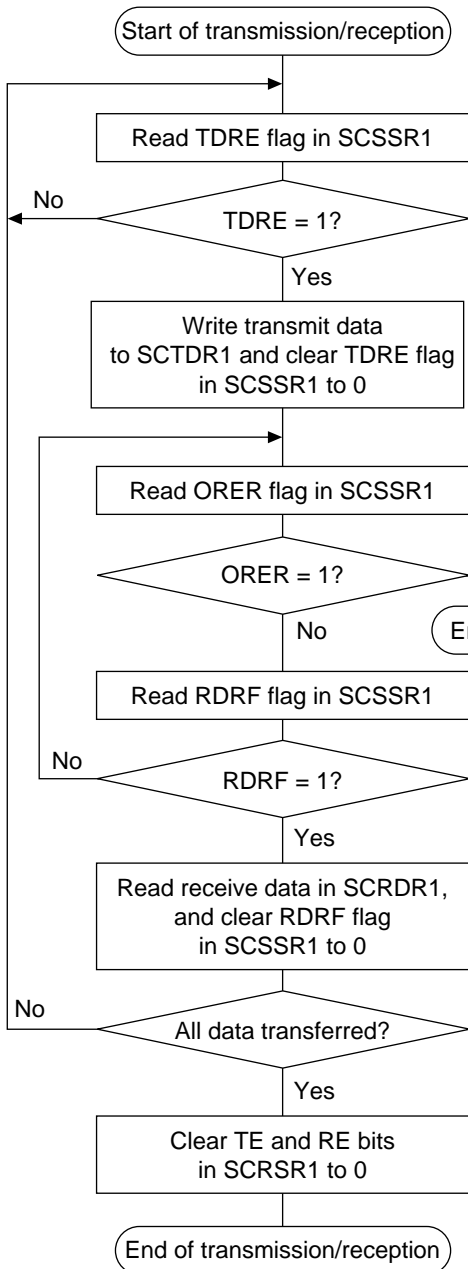 Start of transmission/reception
Read TDRE flag in SCSSR1
No
TDRE = 1?
Yes
Write transmit data
to SCTDR1 and clear TDRE flag
in SCSSR1 to 0
Read ORER flag in SCSSR1
ORER = 1?
No
Read RDRF flag in SCSSR1
No
RDRF = 1?
Yes
Read receive data in SCRDR1,
and clear RDRF flag
in SCSSR1 to 0
No
All data transferred?
Yes
Clear TE and RE bits
in SCRSR1 to 0
End of transmission/reception